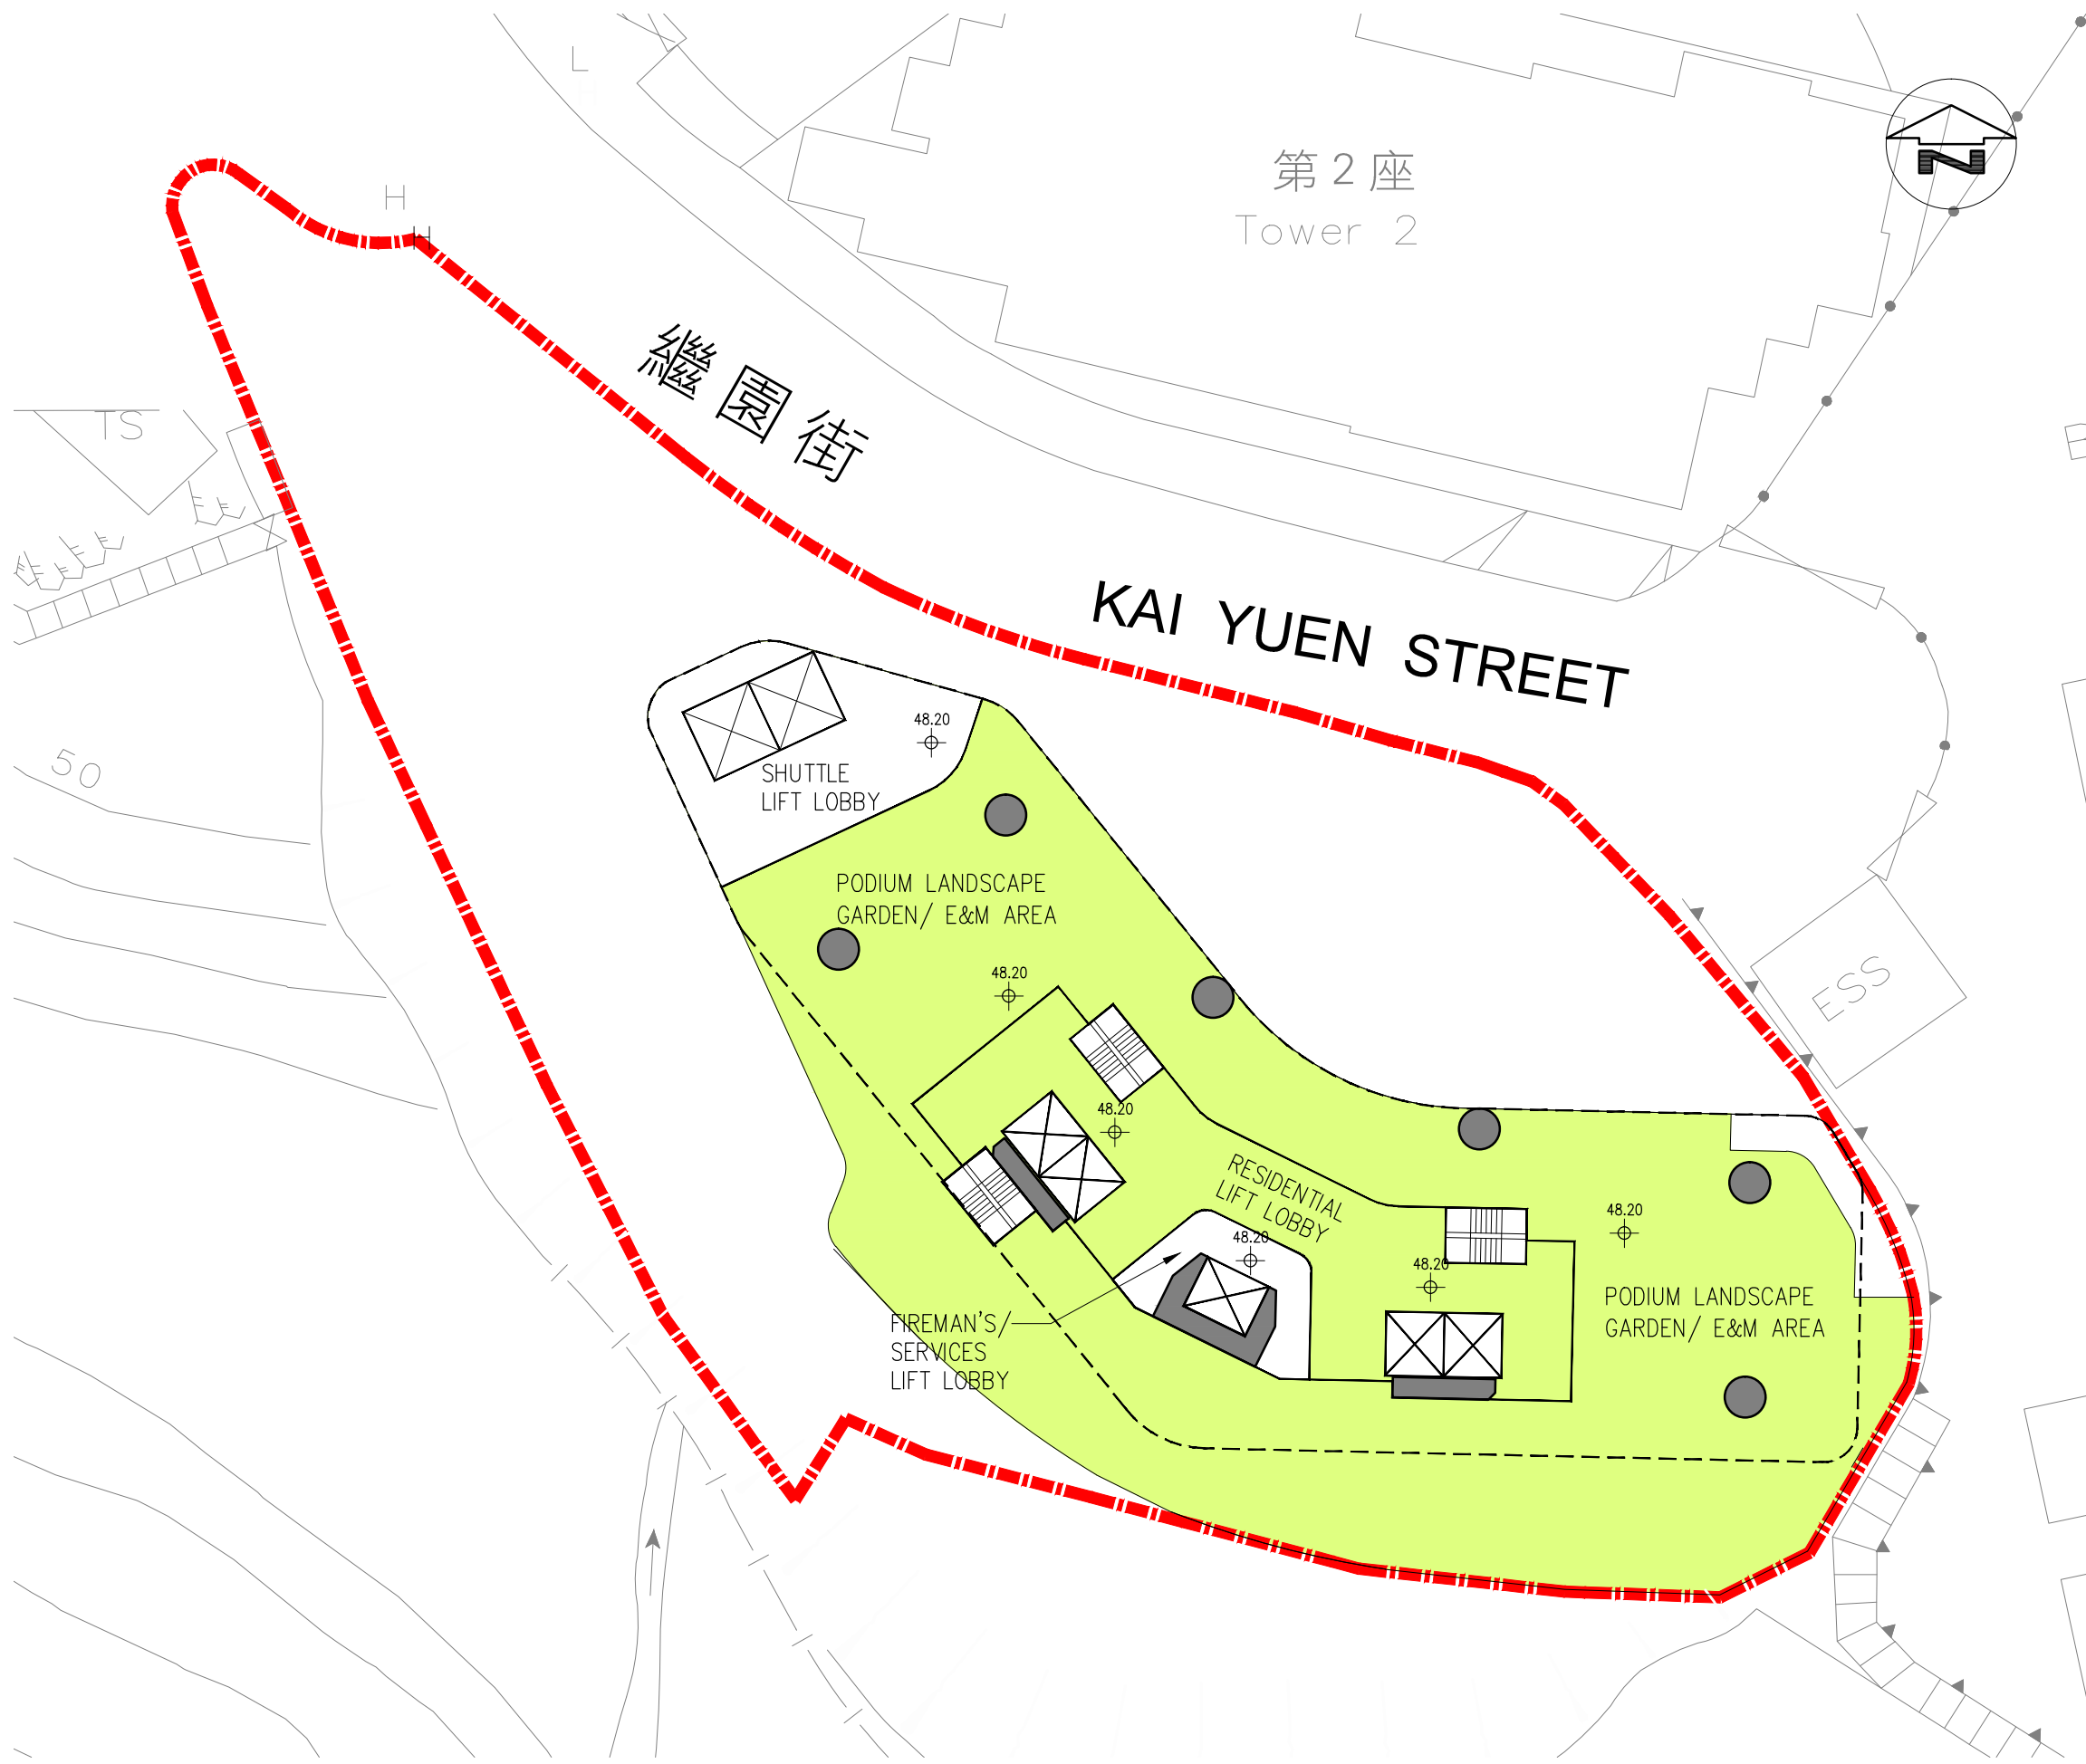 L
H
H
第2座
Tower 2
N
繼園街
TS
KAI YUEN STREET
48.20
SHUTTLE
LIFT LOBBY
50
PODIUM LANDSCAPE
GARDEN/ E&M AREA
48.20
ESS
48.20
RESIDENTIAL
LIFT LOBBY
48.20
48.20
48.20
PODIUM LANDSCAPE
GARDEN/ E&M AREA
FIREMAN'S/
SERVICES
LIFT LOBBY